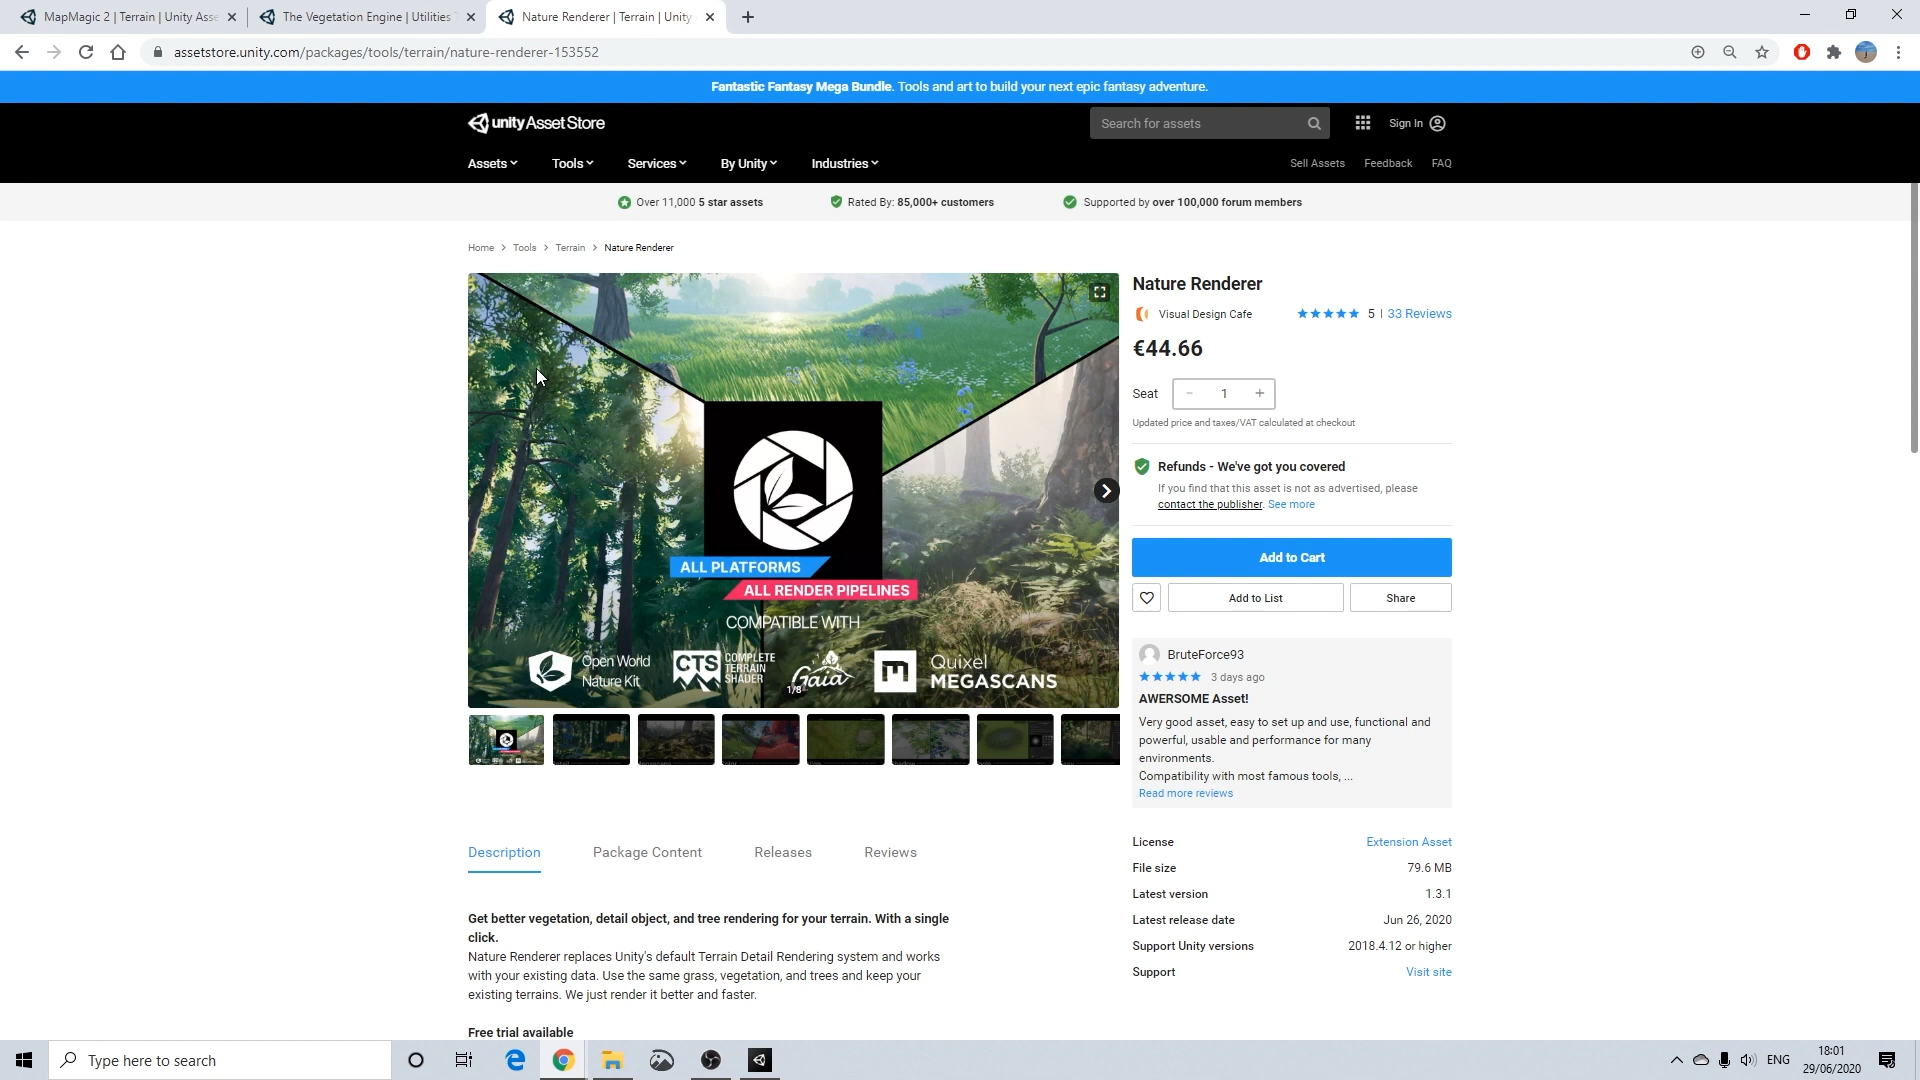 MapMagic 2 | Terrain | Unity Asse
The Vegetation Engine | Utilities T
Nature Renderer | Terrain | Unity
assetstore.unity.com/packages/tools/terrain/nature-renderer-153552
Fantastic Fantasy Mega Bundle. Tools and art to build your next epic fantasy adventure.
unity Asset Store
Search for assets
Sign In
Assets
Tools
Services
By Unity
Industries
Sell Assets
Feedback
FAQ
Over 11,000 5 star assets
Rated By: 85,000+ customers
Supported by over 100,000 forum members
Home > Tools > Terrain > Nature Renderer
ALL PLATFORMS
ALL RENDER PIPELINES
COMPATIBLE WITH
Open World
Nature Kit
CTS
COMPLETE
TERRAIN
SHADER
Gaia
Quixel
MEGASCANS
1/8
Nature Renderer
Visual Design Cafe
5 | 33 Reviews
€44.66
Seat
- 1 +
Updated price and taxes/VAT calculated at checkout
Refunds - We've got you covered
If you find that this asset is not as advertised, please
contact the publisher. See more
Add to Cart
Add to List
Share
BruteForce93
3 days ago
AWERSOME Asset!
Very good asset, easy to set up and use, functional and
powerful, usable and performance for many
environments.
Compatibility with most famous tools, ...
Read more reviews
License
Extension Asset
File size
79.6 MB
Latest version
1.3.1
Latest release date
Jun 26, 2020
Support Unity versions
2018.4.12 or higher
Support
Visit site
Description
Package Content
Releases
Reviews
Get better vegetation, detail object, and tree rendering for your terrain. With a single
click.
Nature Renderer replaces Unity's default Terrain Detail Rendering system and works
with your existing data. Use the same grass, vegetation, and trees and keep your
existing terrains. We just render it better and faster.
Free trial available
Type here to search
ENG
18:01
29/06/2020